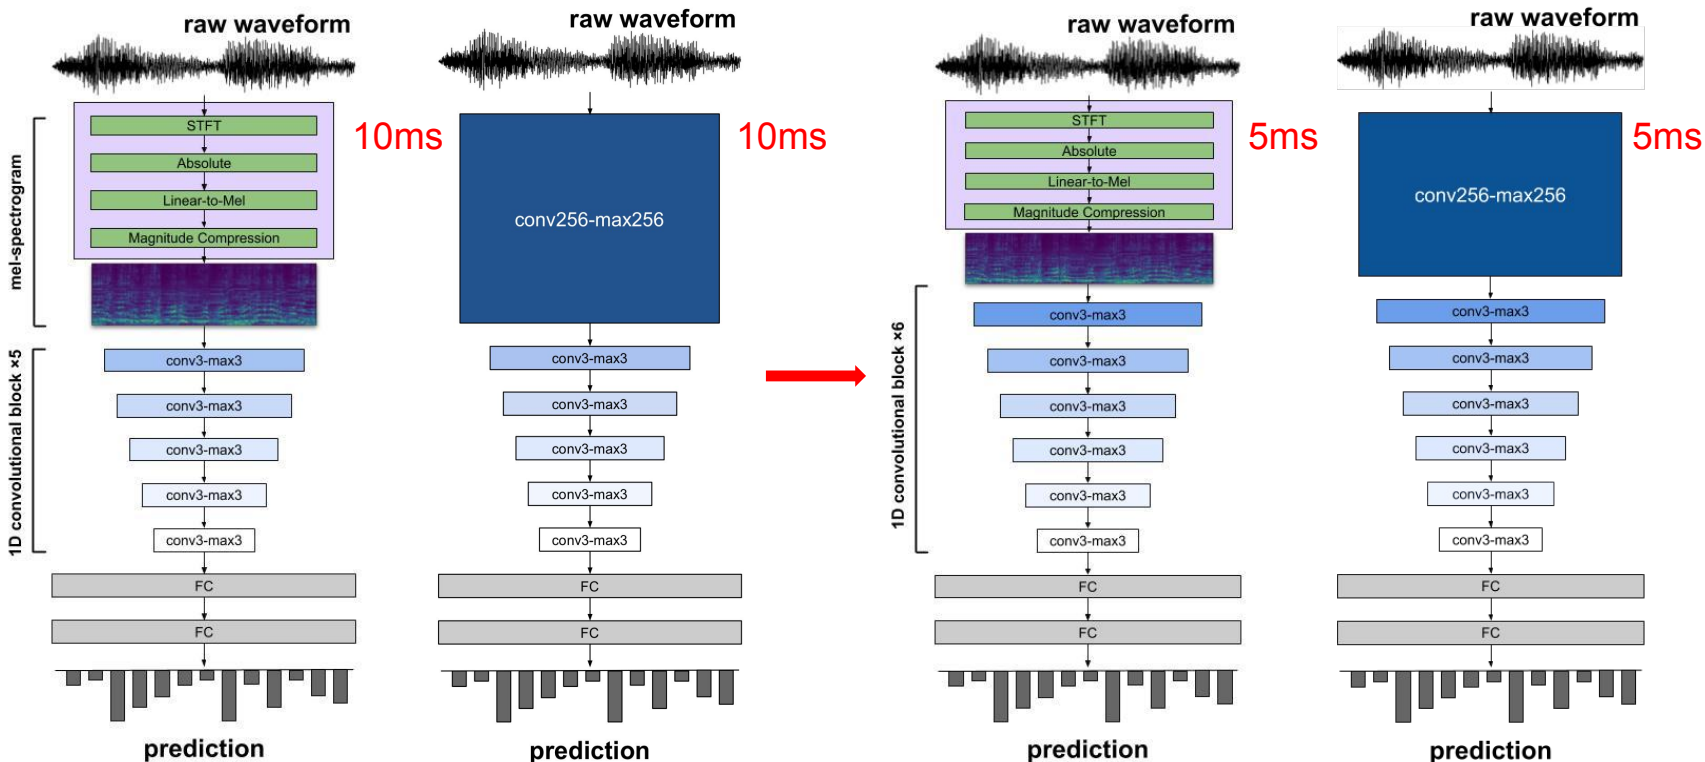 raw waveform
10ms
STFT
Absolute
Linear-to-Mel
Magnitude Compression
mel-spectrogram
conv3-max3
conv3-max3
conv3-max3
conv3-max3
conv3-max3
1D convolutional block ×5
FC
FC
prediction
raw waveform
10ms
conv256-max256
conv3-max3
conv3-max3
conv3-max3
conv3-max3
conv3-max3
FC
FC
prediction
raw waveform
5ms
STFT
Absolute
Linear-to-Mel
Magnitude Compression
conv3-max3
conv3-max3
conv3-max3
conv3-max3
conv3-max3
conv3-max3
1D convolutional block ×6
FC
FC
prediction
raw waveform
5ms
conv256-max256
conv3-max3
conv3-max3
conv3-max3
conv3-max3
conv3-max3
conv3-max3
FC
FC
prediction